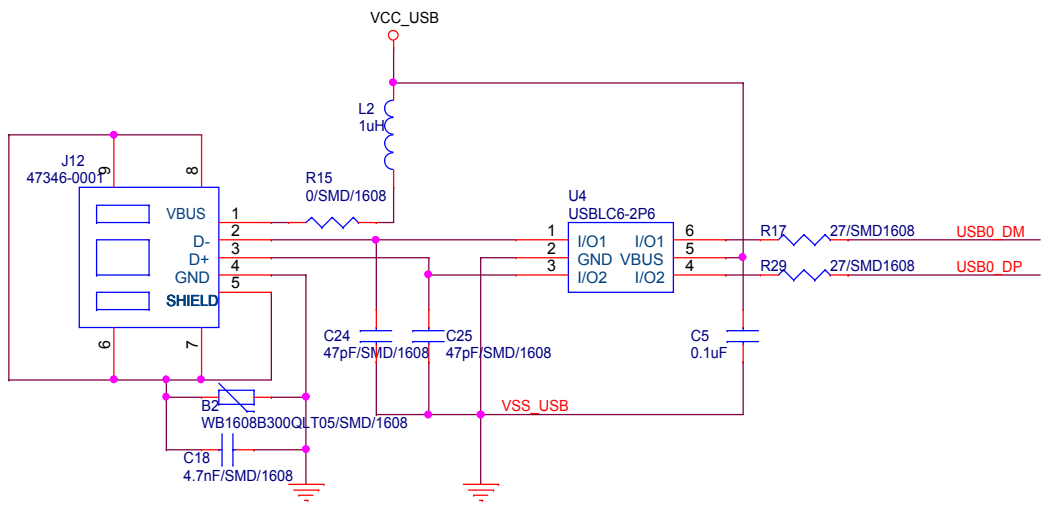 VCC_USB
L2
1uH
J12
47346-0001
9
8
R15
0/SMD/1608
VBUS
1
D-
2
D+
3
GND
4
SHIELD
5
6
7
U4
USBLC6-2P6
1
I/O1
I/O1
6
2
GND
VBUS
5
3
I/O2
I/O2
4
R17
27/SMD1608
USB0_DM
R29
27/SMD1608
USB0_DP
C24
47pF/SMD/1608
C25
47pF/SMD/1608
C5
0.1uF
B2
WB1608B300QLT05/SMD/1608
VSS_USB
C18
4.7nF/SMD/1608